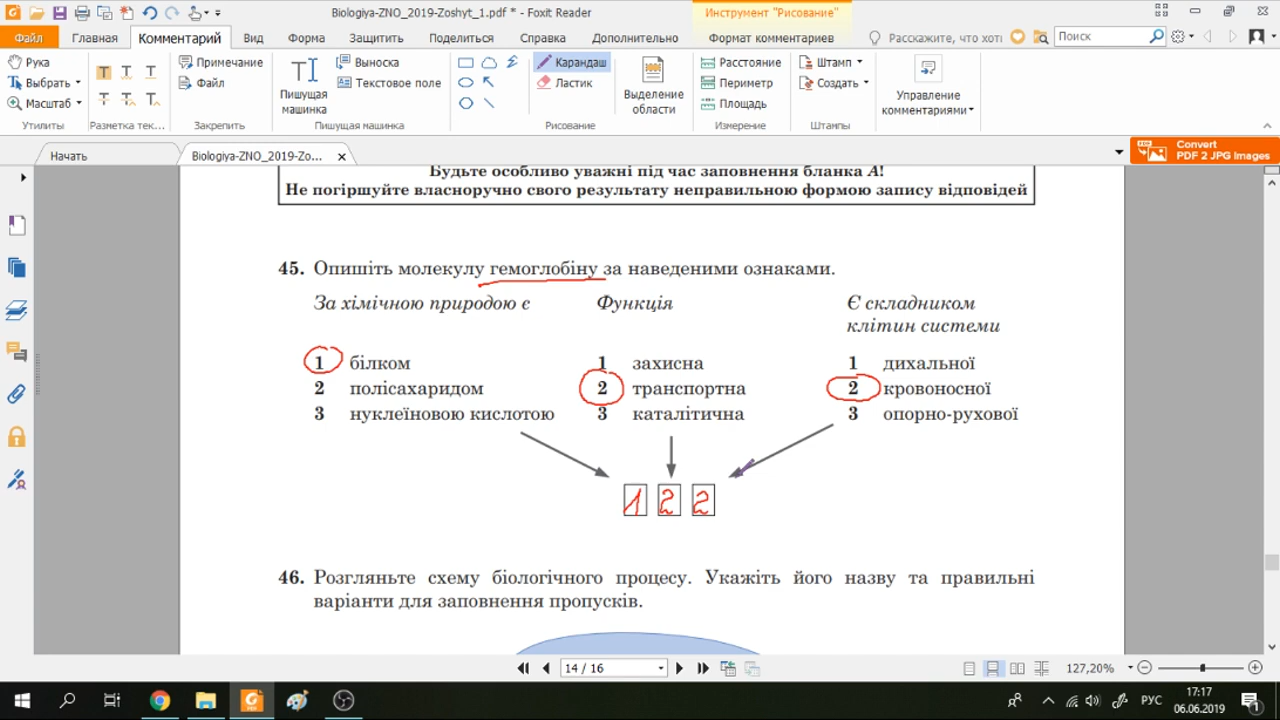 Biologiya-ZNO_2019-Zoshyt_1.pdf * - Foxit Reader
Инструмент "Рисование"
Файл Главная Комментарий Вид Форма Защитить Поделиться Справка Дополнительно Формат комментариев Расскажите, что хоті Поиск
Рука
Выбрать
Масштаб
Утилиты
Разметка тек...
Примечание
Файл
Закрепить
Пишущая машинка
Выноска
Текстовое поле
Пишущая машинка
Карандаш
Ластик
Рисование
Выделение области
Расстояние
Периметр
Площадь
Измерение
Штамп
Создать
Штампы
Управление комментариями
Начать
Biologiya-ZNO_2019-Zo...
Convert
PDF 2 JPG Images
Будьте особливо уважні під час заповнення бланка А!
Не погіршуйте власноручно свого результату неправильною формою запису відповідей
45. Опишіть молекулу гемоглобіну за наведеними ознаками.
За хімічною природою є Функція Є складником
клітин системи
1 білком 1 захисна 1 дихальної
2 полісахаридом 2 транспортна 2 кровоносної
3 нуклеїновою кислотою 3 каталітична 3 опорно-рухової
1 2 2
46. Розгляньте схему біологічного процесу. Укажіть його назву та правильні
варіанти для заповнення пропусків.
14 / 16
127,20%
РУС
17:17
06.06.2019
1